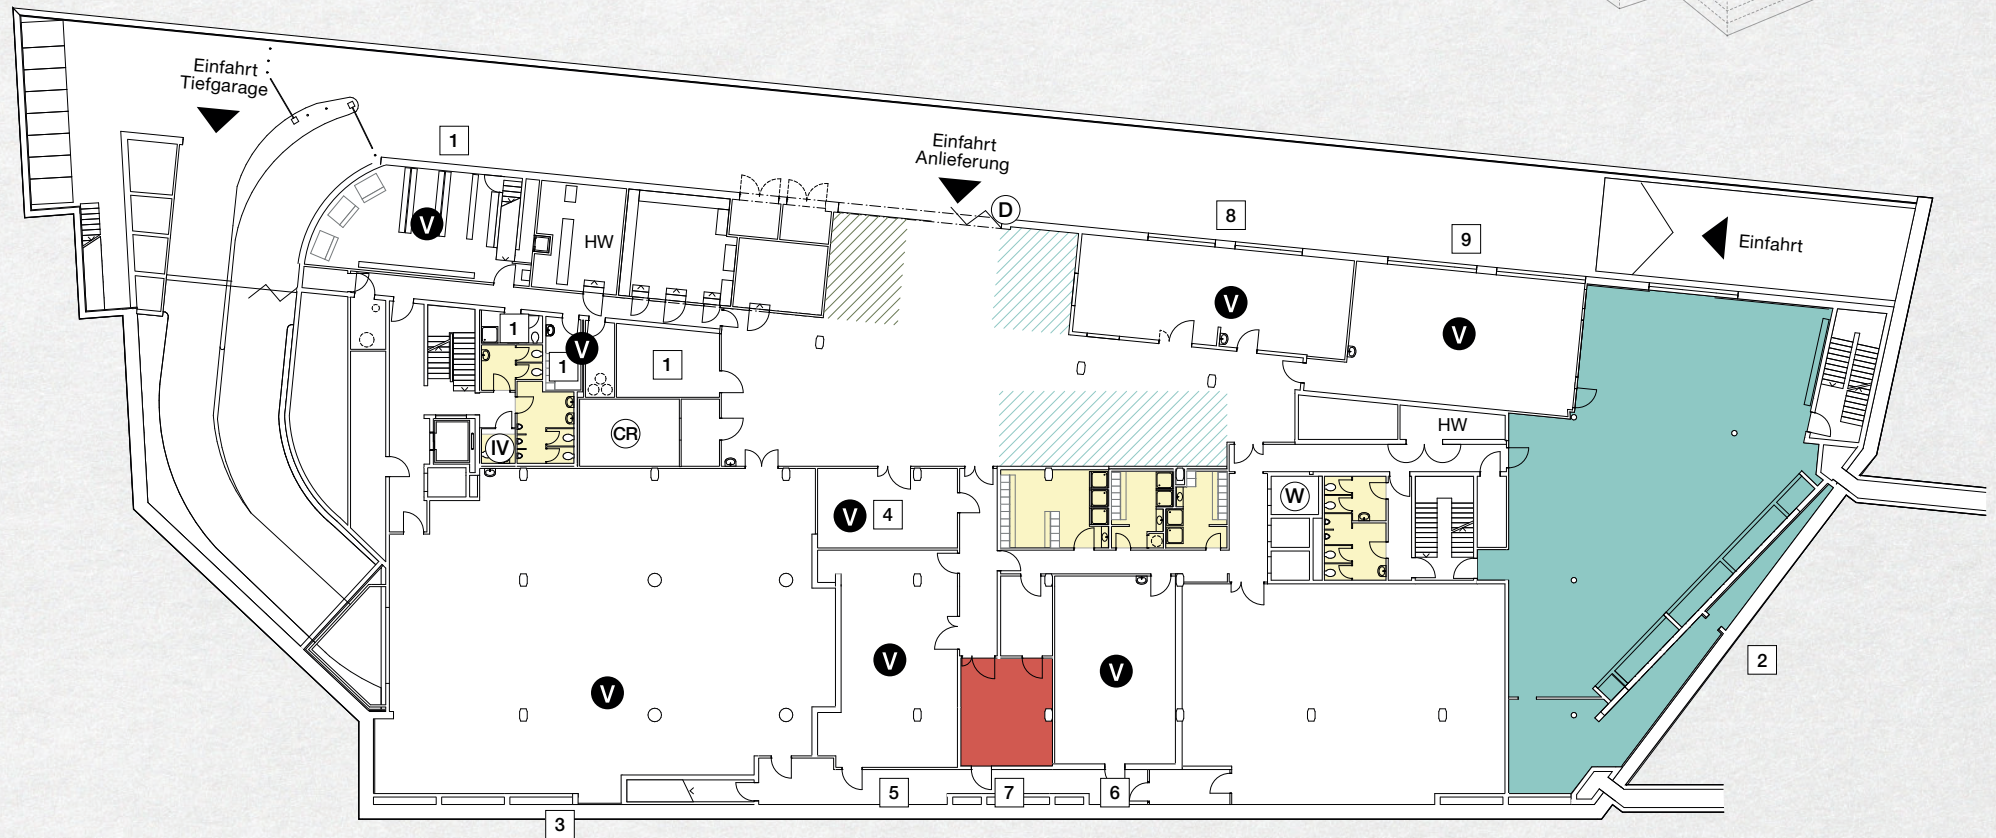 Einfahrt
Tiefgarage
1
Einfahrt
Anlieferung
D
8
9
Einfahrt
V
HW
1
V
1
1
V
V
CR
IV
HW
W
V
4
V
V
V
2
5
7
6
3